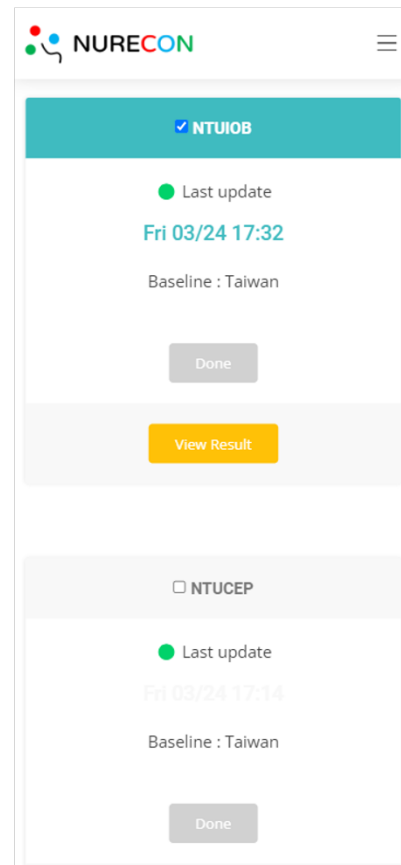 NURECON
NTUIOB
Last update
Fri 03/24 17:32
Baseline : Taiwan
Done
View Result
NTUCEP
Last update
Fri 03/24 17:14
Baseline : Taiwan
Done